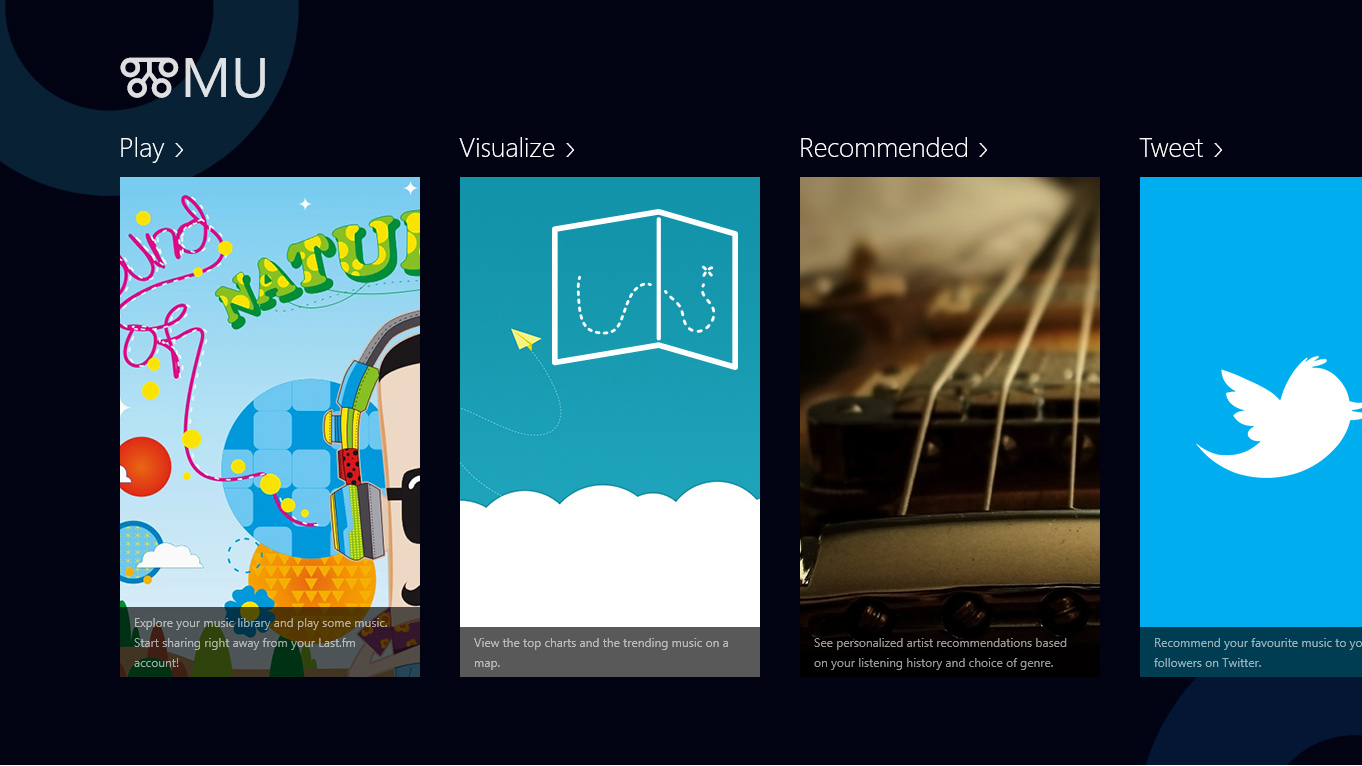 MU
Play
Visualize
Recommended
Tweet
ound
of
NATU
Explore your music library and play some music.
Start sharing right away from your Last.fm
account!
View the top charts and the trending music on a
map.
See personalized artist recommendations based
on your listening history and choice of genre.
Recommend your favourite music to yo
followers on Twitter.